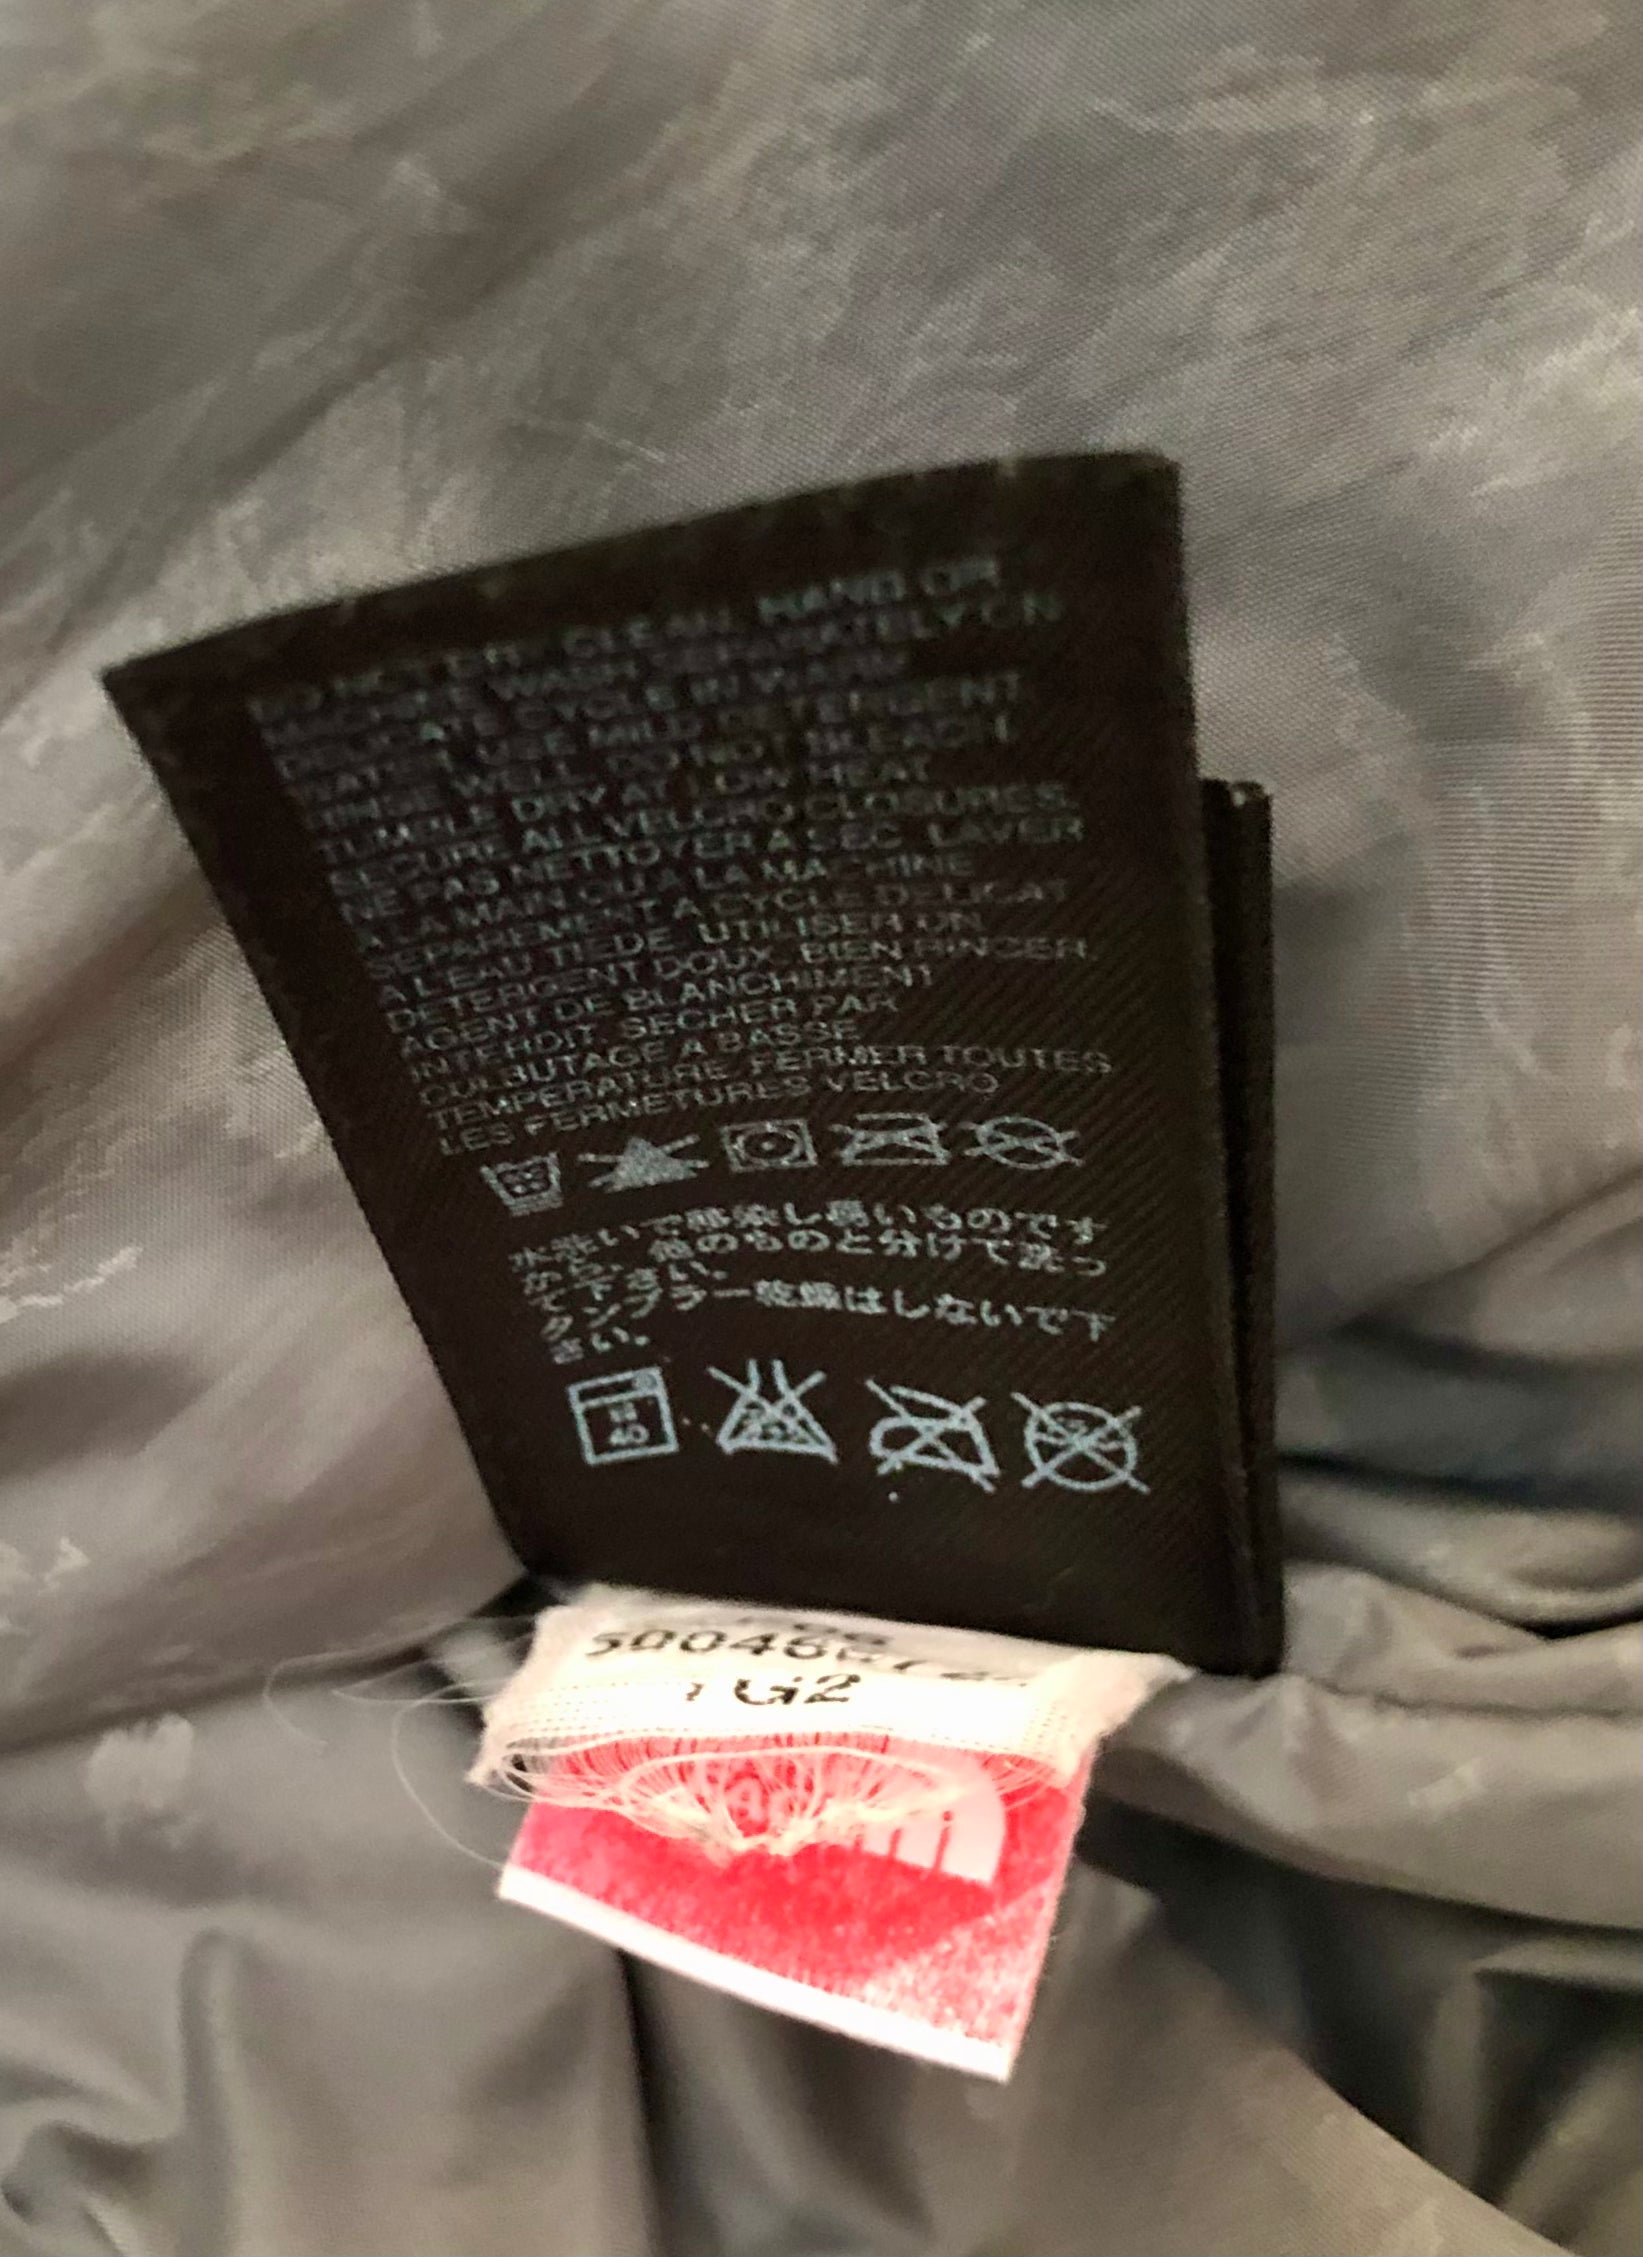 DO NOT DRY CLEAN. HAND OR
MACHINE WASH SEPARATELY ON
DELICATE CYCLE IN WARM
WATER. USE MILD DETERGENT.
RINSE WELL. DO NOT BLEACH.
TUMBLE DRY AT LOW HEAT.
SECURE ALL VELCRO CLOSURES.
NE PAS NETTOYER A SEC. LAVER
A LA MAIN OU A LA MACHINE
SEPAREMENT A CYCLE DELICAT
A L'EAU TIEDE. UTILISER UN
DETERGENT DOUX. BIEN RINCER.
AGENT DE BLANCHIMENT
INTERDIT. SECHER PAR
CULBUTAGE A BASSE
TEMPERATURE. FERMER TOUTES
LES FERMETURES VELCRO
水洗いで移染し易いものです
から、他のものと分けて洗っ
て下さい。
タンブラー乾燥はしないで下
さい。
40
G2